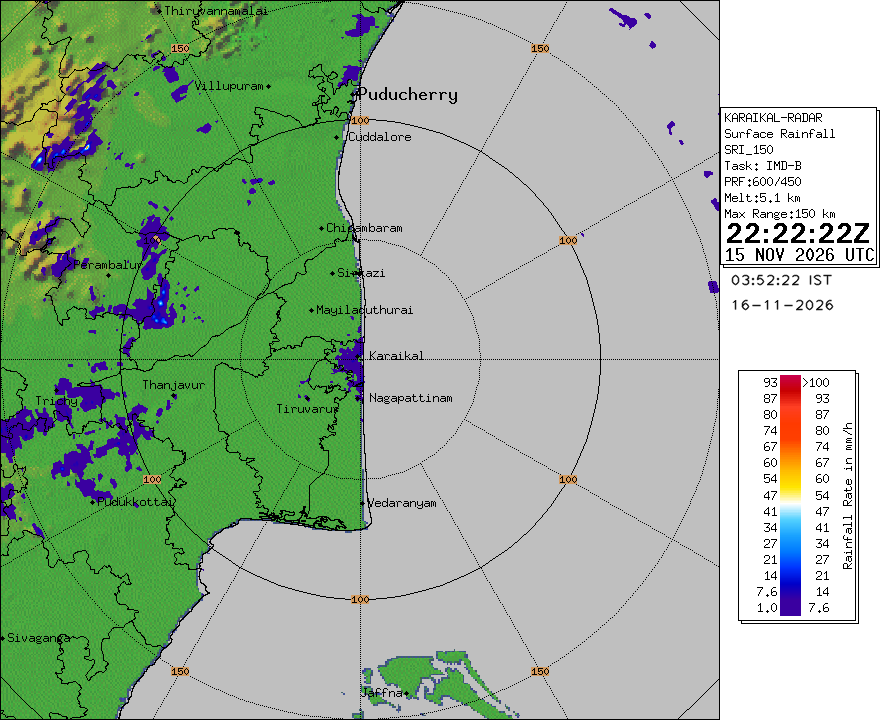 Thiruvannamalai
150
150
Villupuram
Puducherry
100
Cuddalore
Chidambaram
100
Perambalur
Sirkazi
Mayiladuthurai
Karaikal
Thanjavur
Trichy
Nagapattinam
Tiruvarur
100
100
Pudukkottai
Vedaranyam
100
Sivaganga
150
150
Jaffna
KARAIKAL-RADAR
Surface Rainfall
SRI_150
Task: IMD-B
PRF:600/450
Melt:5.1 km
Max Range:150 km
22:22:22Z
15 NOV 2026 UTC
03:52:22 IST
16-11-2026
93 >100
87 93
80 87
74 80
67 74
60 67
54 60
47 54
41 47
34 41
27 34
21 27
14 21
7.6 14
1.0 7.6
Rainfall Rate in mm/h